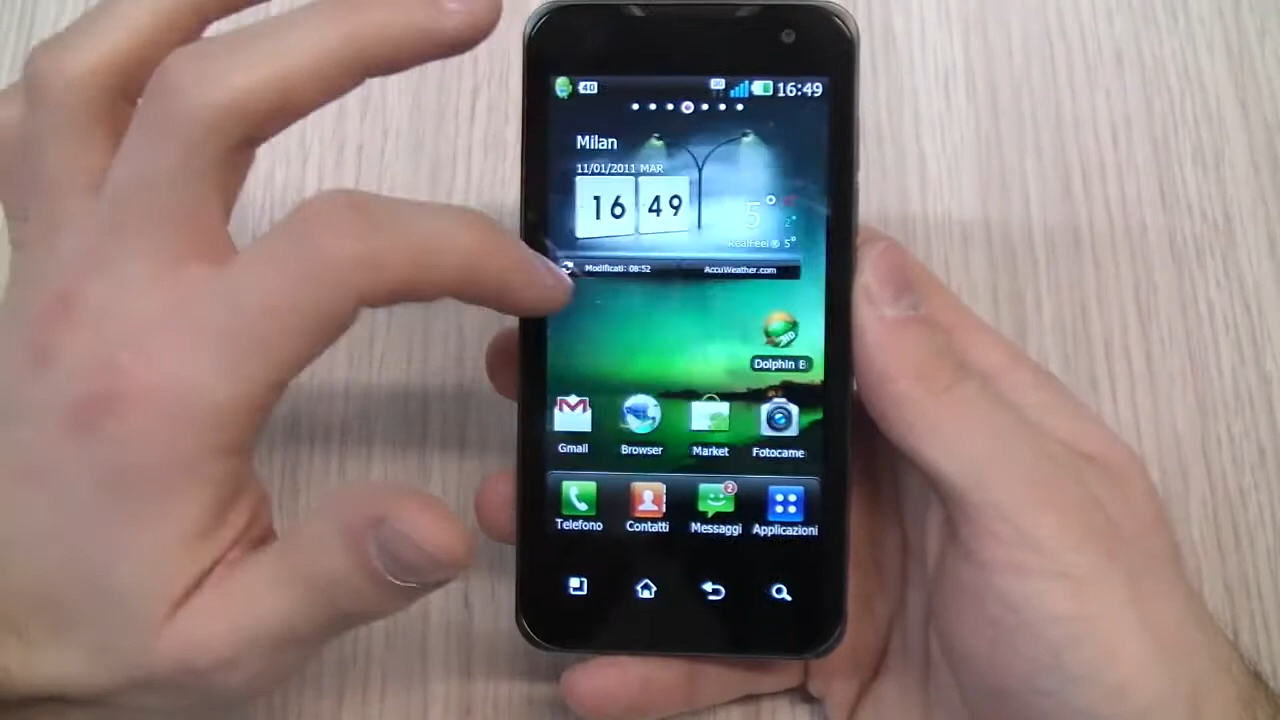 40 16:49
Milan
11/01/2011 MAR
16 49
5°
2°
RealFeel® 5°
Modificati: 08:52 AccuWeather.com
Dolphin B
Gmail Browser Market Fotocame
2
Telefono Contatti Messaggi Applicazioni